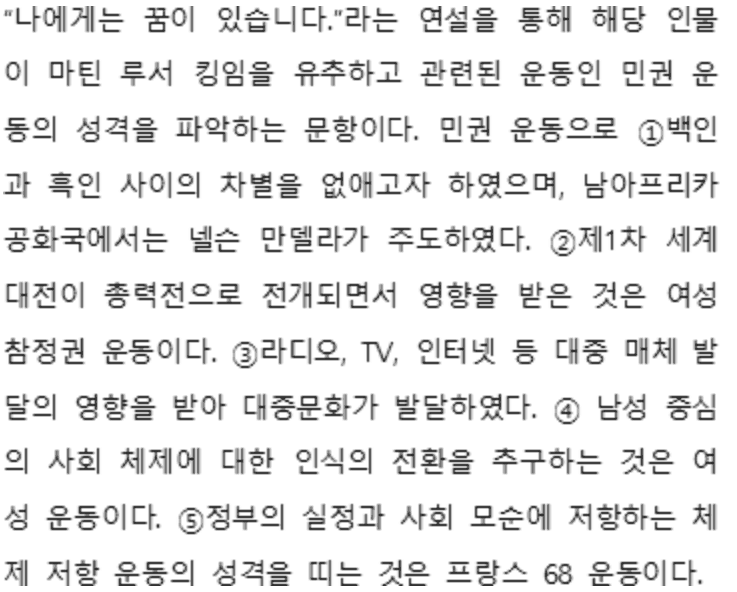 “나에게는 꿈이 있습니다.”라는 연설을 통해 해당 인물
이 마틴 루서 킹임을 유추하고 관련된 운동인 민권 운
동의 성격을 파악하는 문항이다. 민권 운동으로 ①백인
과 흑인 사이의 차별을 없애고자 하였으며, 남아프리카
공화국에서는 넬슨 만델라가 주도하였다. ②제1차 세계
대전이 총력전으로 전개되면서 영향을 받은 것은 여성
참정권 운동이다. ③라디오, TV, 인터넷 등 대중 매체 발
달의 영향을 받아 대중문화가 발달하였다. ④ 남성 중심
의 사회 체제에 대한 인식의 전환을 추구하는 것은 여
성 운동이다. ⑤정부의 실정과 사회 모순에 저항하는 체
제 저항 운동의 성격을 띠는 것은 프랑스 68 운동이다.